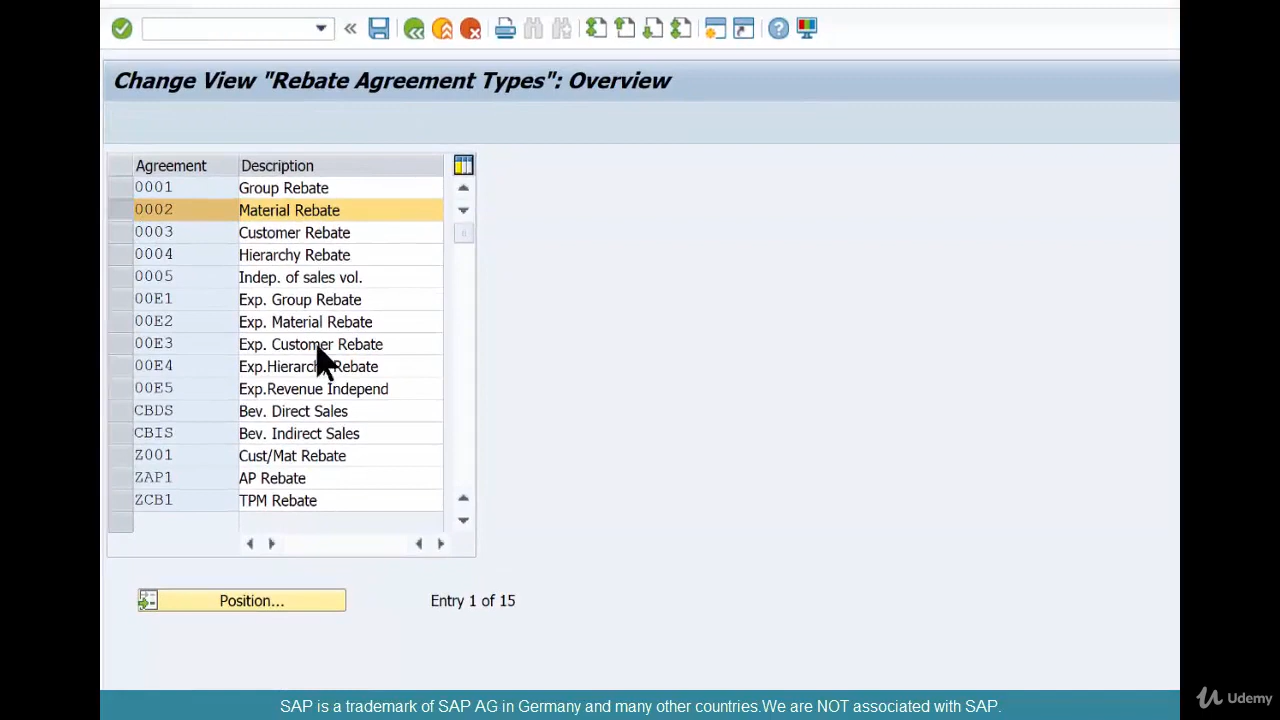 Change View "Rebate Agreement Types": Overview
Agreement Description
0001 Group Rebate
0002 Material Rebate
0003 Customer Rebate
0004 Hierarchy Rebate
0005 Indep. of sales vol.
00E1 Exp. Group Rebate
00E2 Exp. Material Rebate
00E3 Exp. Customer Rebate
00E4 Exp.Hierarchy Rebate
00E5 Exp.Revenue Independ
CBDS Bev. Direct Sales
CBIS Bev. Indirect Sales
Z001 Cust/Mat Rebate
ZAP1 AP Rebate
ZCB1 TPM Rebate
Position... Entry 1 of 15
SAP is a trademark of SAP AG in Germany and many other countries.We are NOT associated with SAP.
Udemy